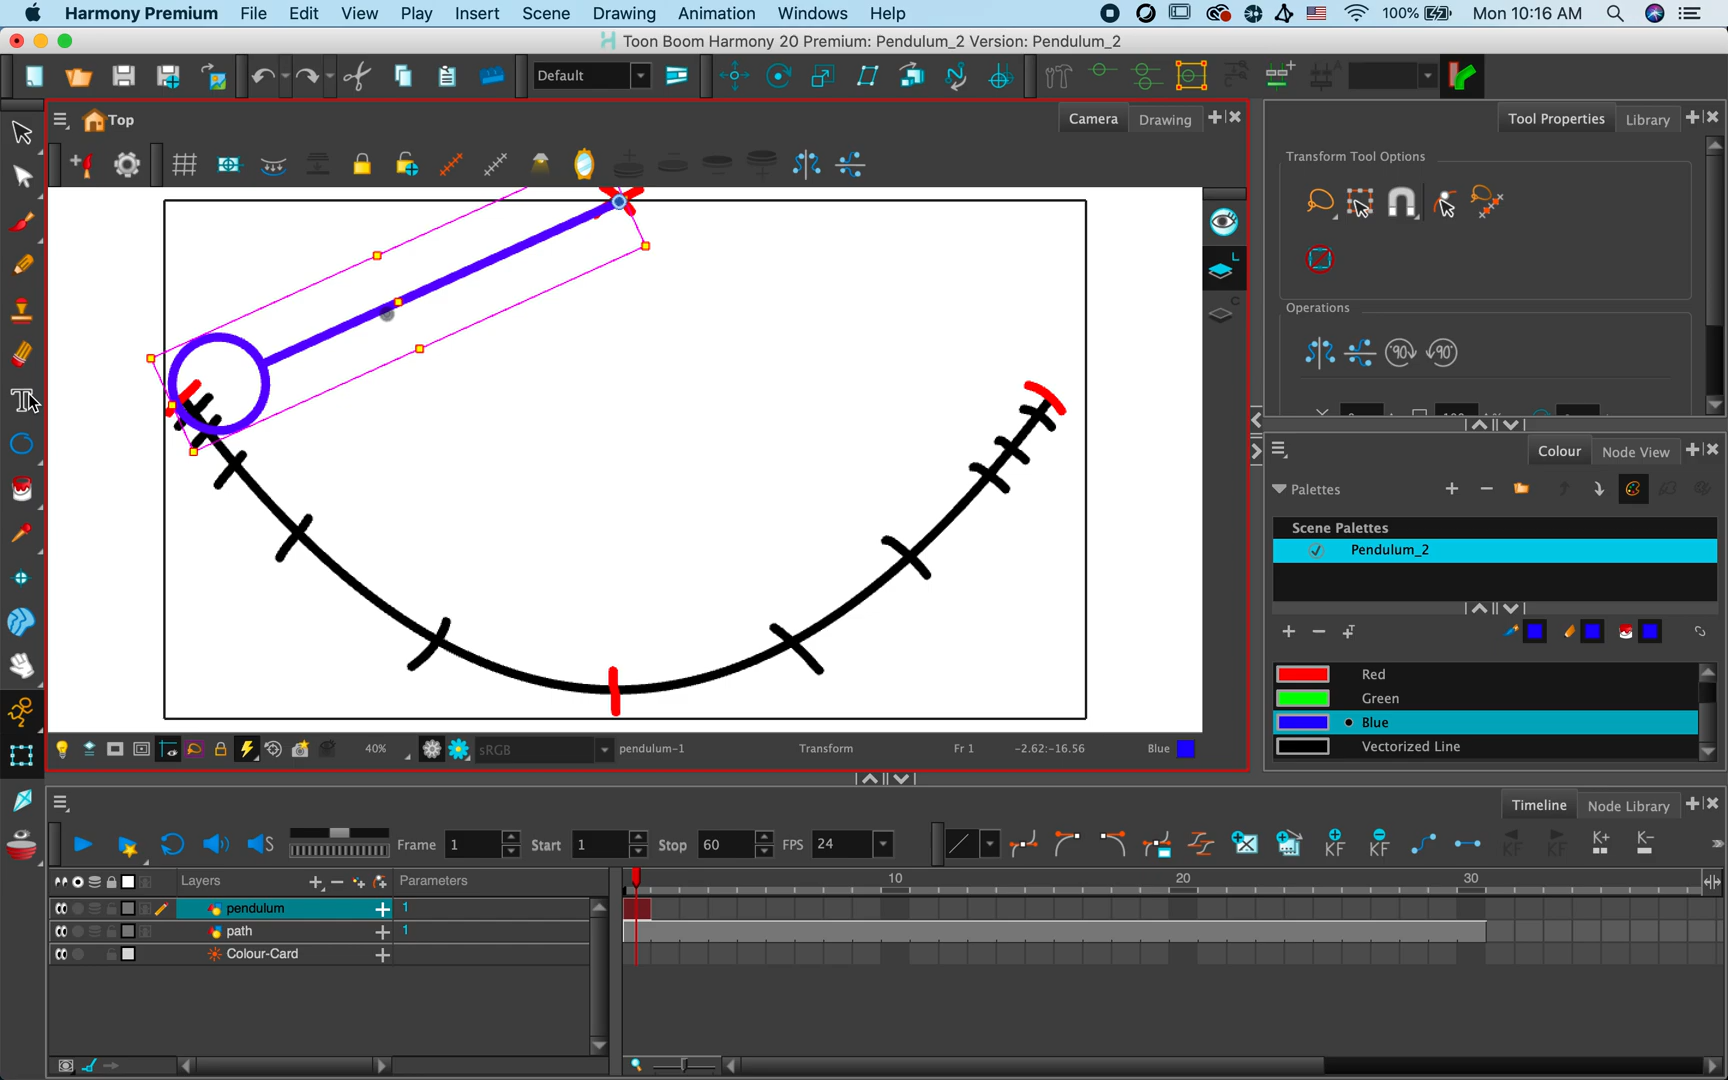 Harmony Premium File Edit View Play Insert Scene Drawing Animation Windows Help 100% Mon 10:16 AM
Toon Boom Harmony 20 Premium: Pendulum_2 Version: Pendulum_2
Default
Top Camera Drawing
Tool Properties Library
Transform Tool Options
Operations
Colour Node View
Palettes
Scene Palettes
Pendulum_2
Red
Green
Blue
Vectorized Line
40% sRGB pendulum-1 Transform Fr 1 -2.62:-16.56 Blue
Timeline Node Library
Frame 1 Start 1 Stop 60 FPS 24
Layers Parameters 10 20 30
pendulum 1
path 1
Colour-Card